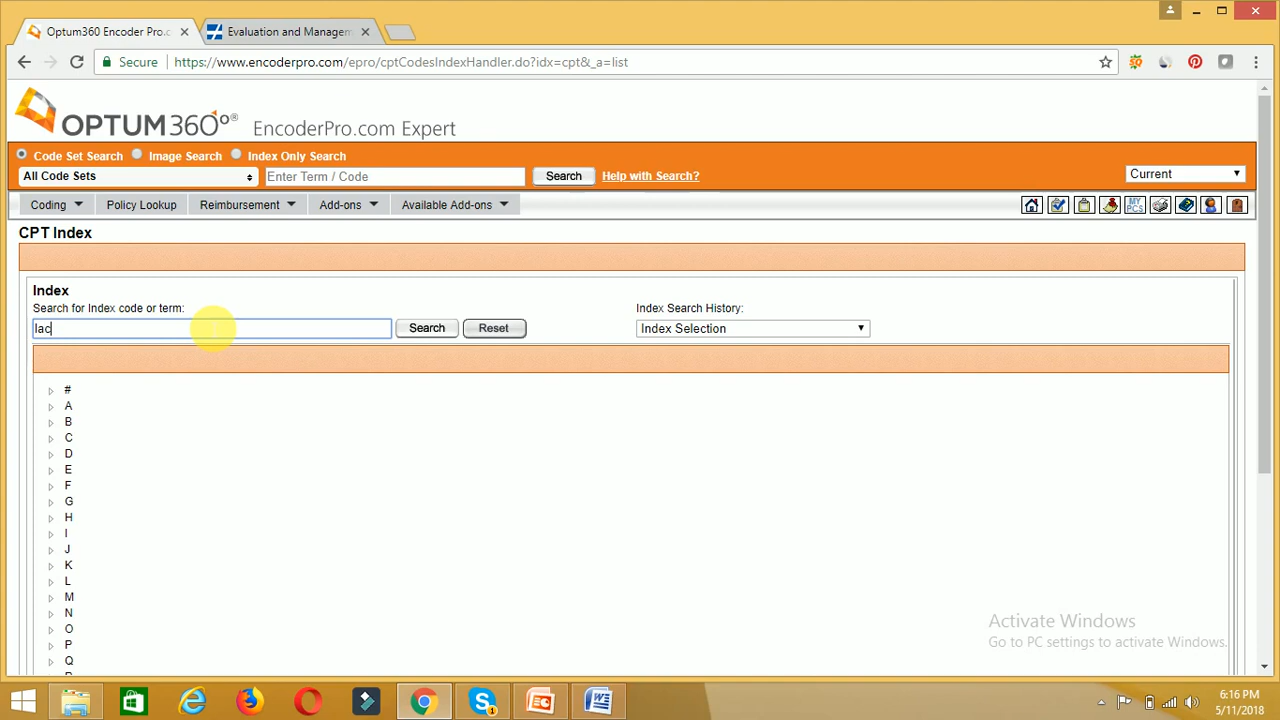 Optum360 Encoder Pro.c
Evaluation and Managem
Secure
https://www.encoderpro.com/epro/cptCodesIndexHandler.do?idx=cpt&_a=list
OPTUM360°® EncoderPro.com Expert
Code Set Search Image Search Index Only Search
All Code Sets Enter Term / Code Search Help with Search? Current
Coding Policy Lookup Reimbursement Add-ons Available Add-ons
MY PCS
CPT Index
Index
Search for Index code or term: Index Search History:
lac Search Reset Index Selection
#
A
B
C
D
E
F
G
H
I
J
K
L
M
N
O
P
Q
Activate Windows
Go to PC settings to activate Windows.
6:16 PM
5/11/2018